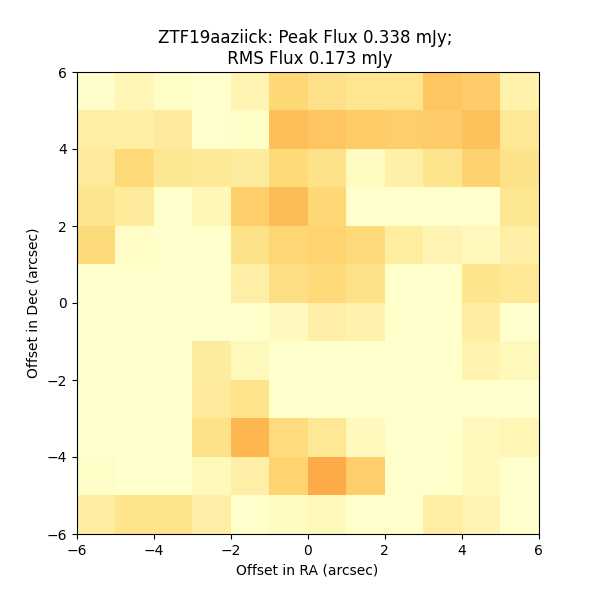 ZTF19aaziick: Peak Flux 0.338 mJy;
RMS Flux 0.173 mJy
6
4
2
0
−2
−4
−6
Offset in Dec (arcsec)
−6 −4 −2 0 2 4 6
Offset in RA (arcsec)